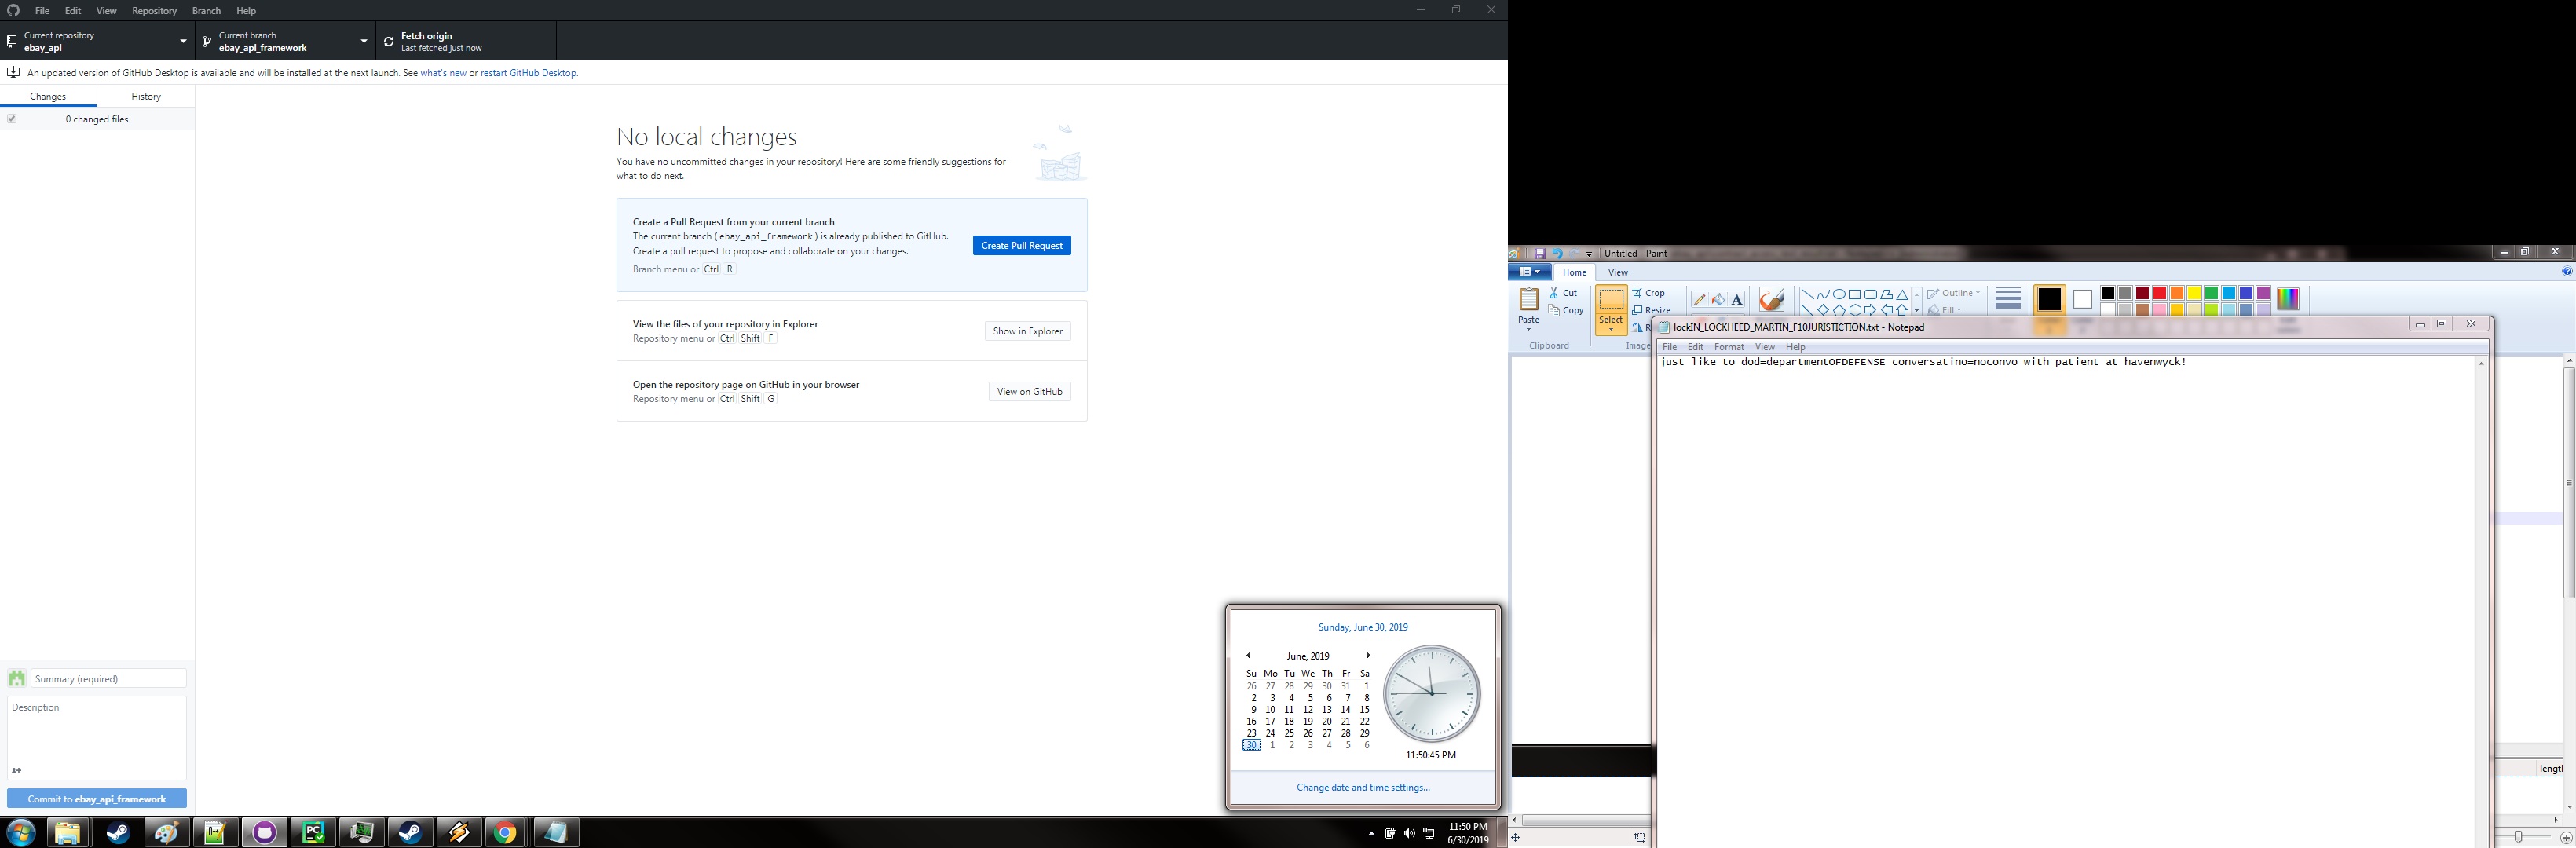 File Edit View Repository Branch Help
Current repository
ebay_api
Current branch
ebay_api_framework
Fetch origin
Last fetched just now
An updated version of GitHub Desktop is available and will be installed at the next launch. See what's new or restart GitHub Desktop.
Changes
History
0 changed files
No local changes
You have no uncommitted changes in your repository! Here are some friendly suggestions for
what to do next.
Create a Pull Request from your current branch
The current branch ( ebay_api_framework ) is already published to GitHub.
Create a pull request to propose and collaborate on your changes.
Branch menu or Ctrl R
Create Pull Request
View the files of your repository in Explorer
Repository menu or Ctrl Shift F
Show in Explorer
Open the repository page on GitHub in your browser
Repository menu or Ctrl Shift G
View on GitHub
Summary (required)
Description
Commit to ebay_api_framework
Sunday, June 30, 2019
June, 2019
Su Mo Tu We Th Fr Sa
26 27 28 29 30 31 1
2 3 4 5 6 7 8
9 10 11 12 13 14 15
16 17 18 19 20 21 22
23 24 25 26 27 28 29
30 1 2 3 4 5 6
11:50:45 PM
Change date and time settings...
PC
11:50 PM
6/30/2019
Untitled - Paint
Home View
Paste
Cut
Copy
Clipboard
Select
Crop
Resize
Image
A
Outline
Fill
lockIN_LOCKHEED_MARTIN_F10JURISTICTION.txt - Notepad
File Edit Format View Help
just like to dod=departmentOFDEFENSE conversatino=noconvo with patient at havenwyck!